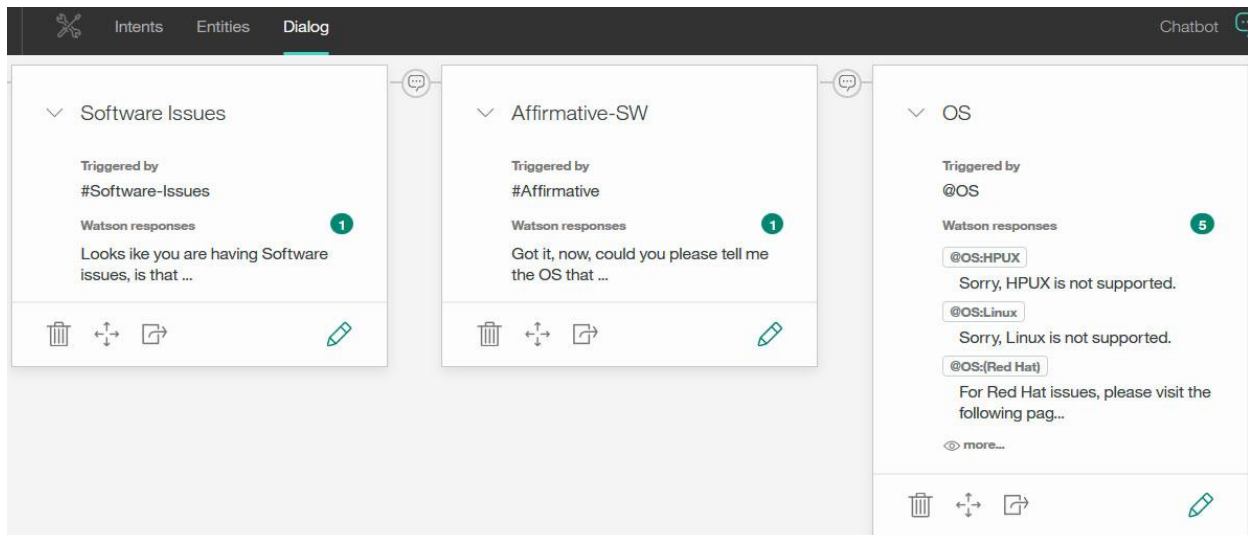 Intents Entities Dialog Chatbot
Software Issues
Triggered by
#Software-Issues
Watson responses 1
Looks ike you are having Software
issues, is that ...
Affirmative-SW
Triggered by
#Affirmative
Watson responses 1
Got it, now, could you please tell me
the OS that ...
OS
Triggered by
@OS
Watson responses 5
@OS:HPUX
Sorry, HPUX is not supported.
@OS:Linux
Sorry, Linux is not supported.
@OS:(Red Hat)
For Red Hat issues, please visit the
following pag...
more...